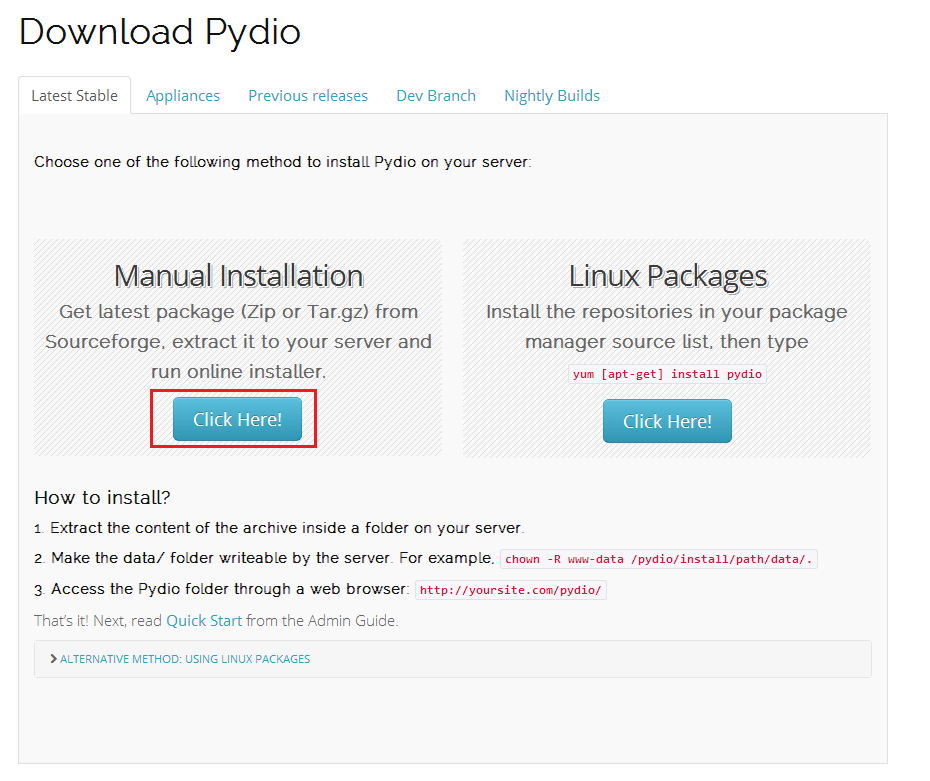 Download Pydio
Latest Stable
Appliances
Previous releases
Dev Branch
Nightly Builds
Choose one of the following method to install Pydio on your server:
Manual Installation
Get latest package (Zip or Tar.gz) from
Sourceforge, extract it to your server and
run online installer.
Click Here!
Linux Packages
Install the repositories in your package
manager source list, then type
yum [apt-get] install pydio
Click Here!
How to install?
1. Extract the content of the archive inside a folder on your server.
2. Make the data/ folder writeable by the server. For example, chown -R www-data /pydio/install/path/data/.
3. Access the Pydio folder through a web browser: http://yoursite.com/pydio/
That's it! Next, read Quick Start from the Admin Guide.
ALTERNATIVE METHOD: USING LINUX PACKAGES